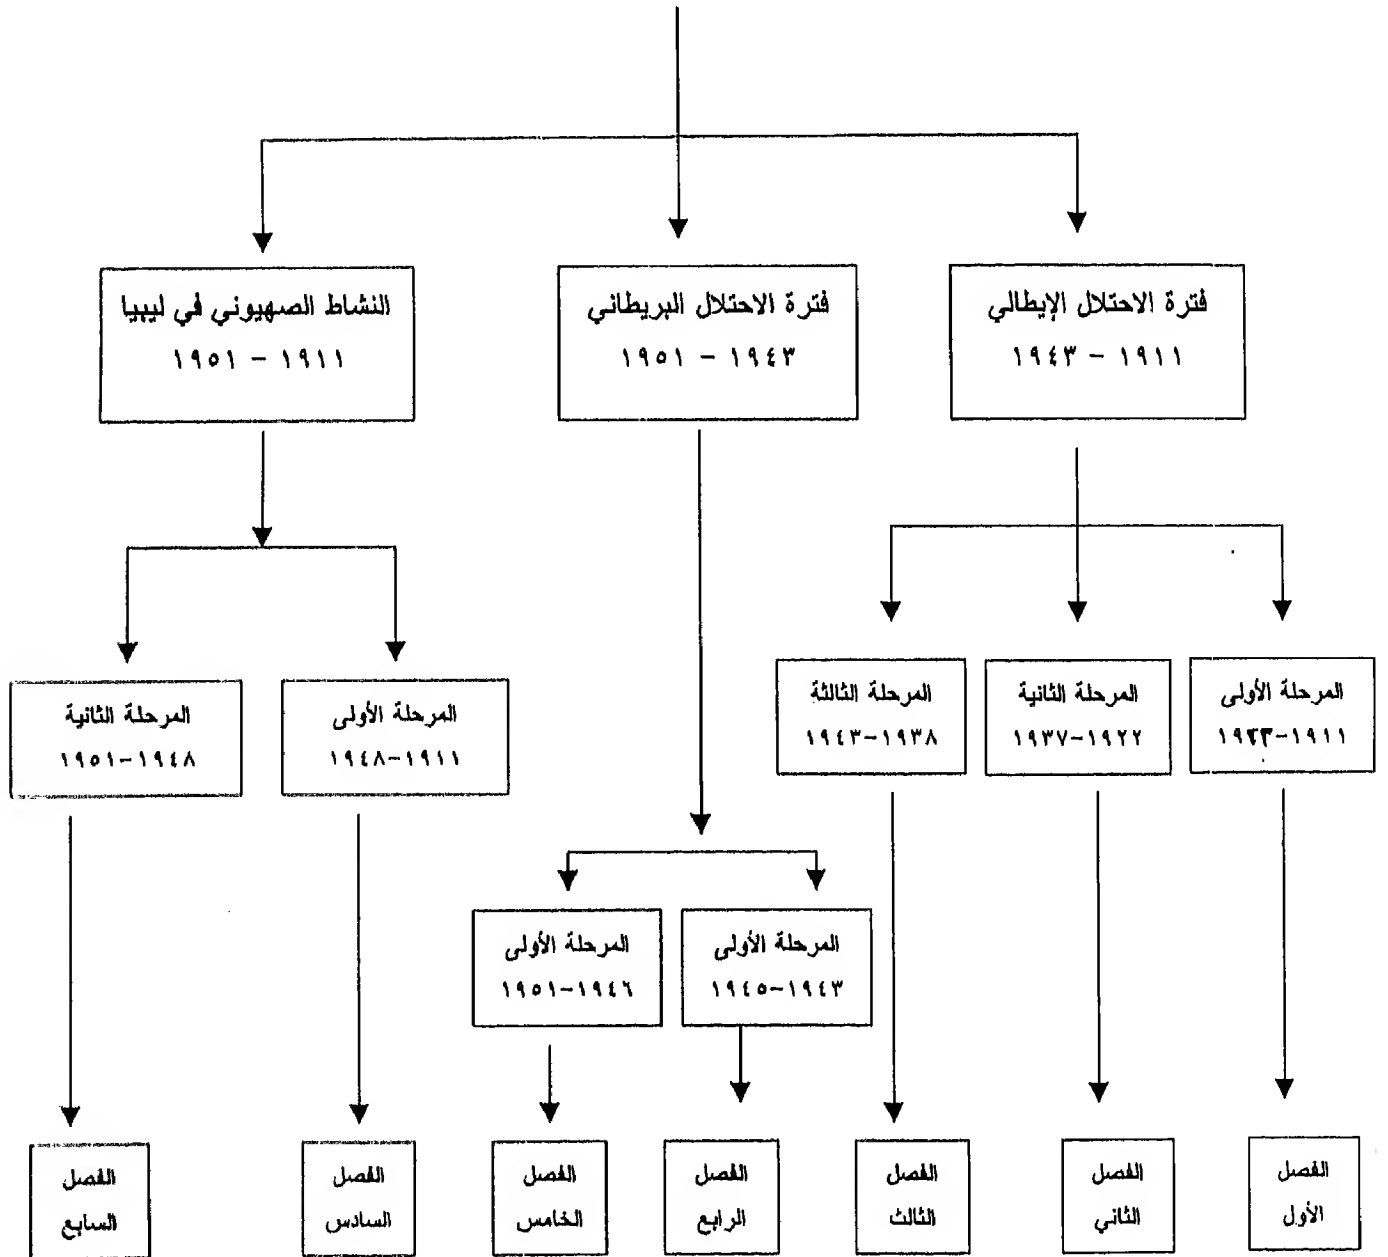 فترة الاحتلال الإيطالي
١٩١١ – ١٩٤٣
فترة الاحتلال البريطاني
١٩٤٣ – ١٩٥١
النشاط الصهيوني في ليبيا
١٩١١ – ١٩٥١
المرحلة الأولى
١٩١١–١٩٢٣
المرحلة الثانية
١٩٢٢–١٩٣٧
المرحلة الثالثة
١٩٣٨–١٩٤٣
المرحلة الأولى
١٩١١–١٩٤٨
المرحلة الثانية
١٩٤٨–١٩٥١
المرحلة الأولى
١٩٤٣–١٩٤٥
المرحلة الأولى
١٩٤٦–١٩٥١
الفصل
الأول
الفصل
الثاني
الفصل
الثالث
الفصل
الرابع
الفصل
الخامس
الفصل
السادس
الفصل
السابع